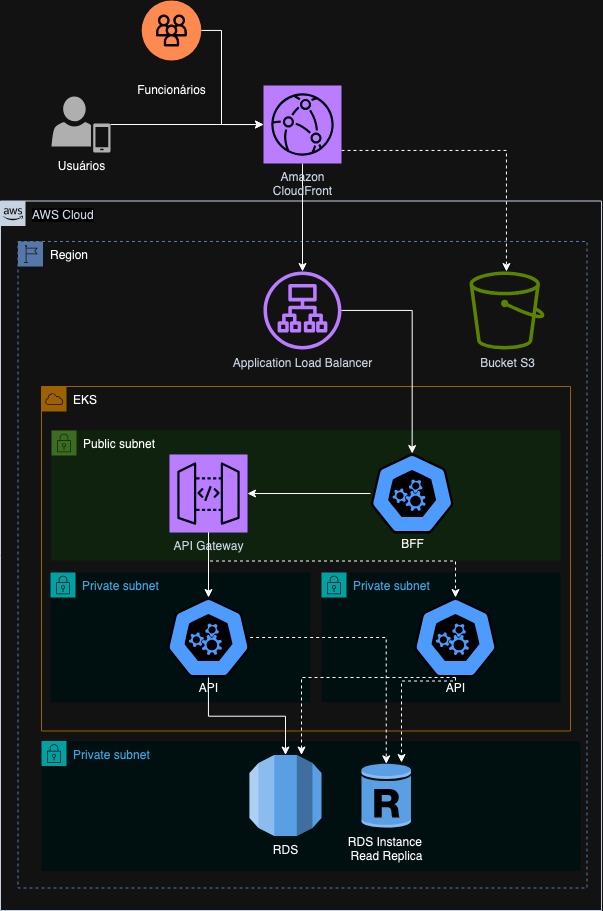 Funcionários
Usuários
Amazon
CloudFront
aws
AWS Cloud
Region
Application Load Balancer
Bucket S3
EKS
Public subnet
API Gateway
BFF
Private subnet
Private subnet
API
API
Private subnet
RDS
R
RDS Instance
Read Replica